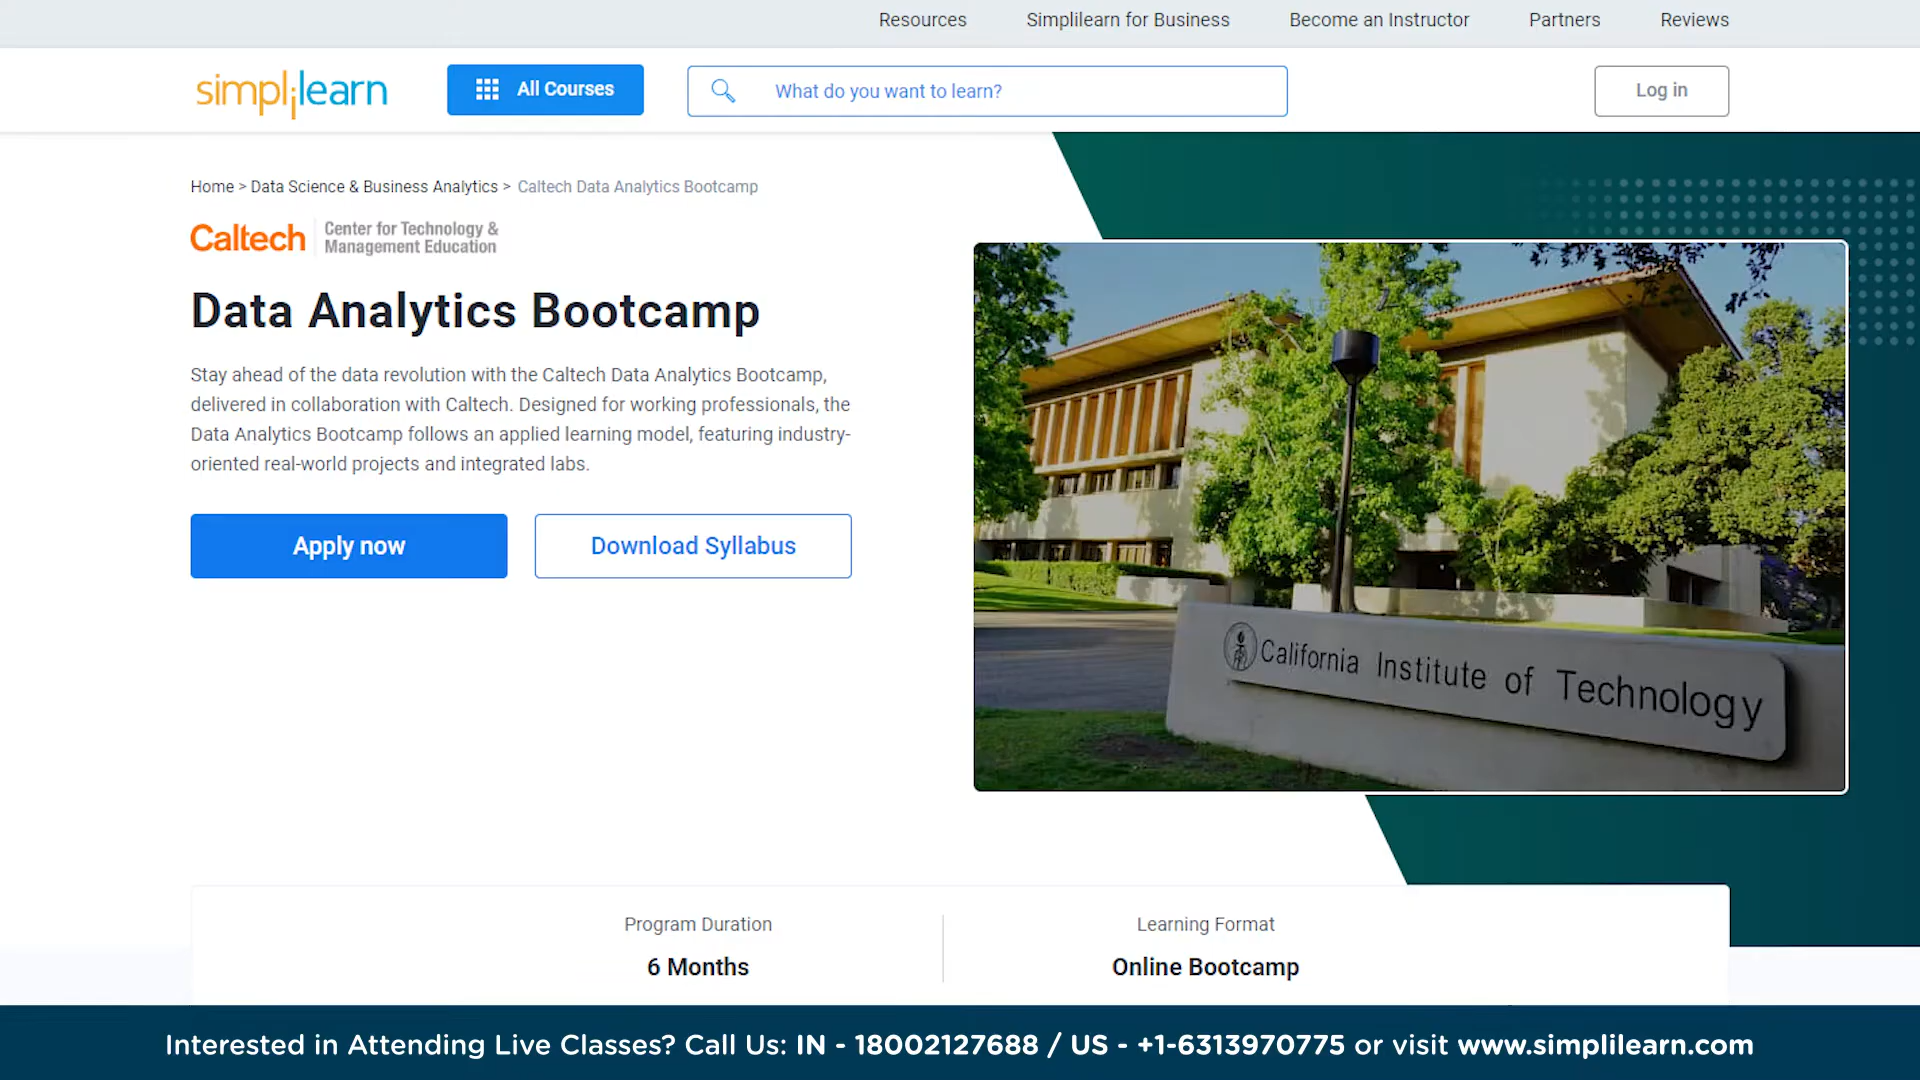 Resources Simplilearn for Business Become an Instructor Partners Reviews
simplilearn All Courses What do you want to learn? Log in
Home > Data Science & Business Analytics > Caltech Data Analytics Bootcamp
Caltech Center for Technology &
Management Education
Data Analytics Bootcamp
Stay ahead of the data revolution with the Caltech Data Analytics Bootcamp,
delivered in collaboration with Caltech. Designed for working professionals, the
Data Analytics Bootcamp follows an applied learning model, featuring industry-
oriented real-world projects and integrated labs.
Apply now Download Syllabus
California Institute of Technology
Program Duration Learning Format
6 Months Online Bootcamp
Interested in Attending Live Classes? Call Us: IN - 18002127688 / US - +1-6313970775 or visit www.simplilearn.com